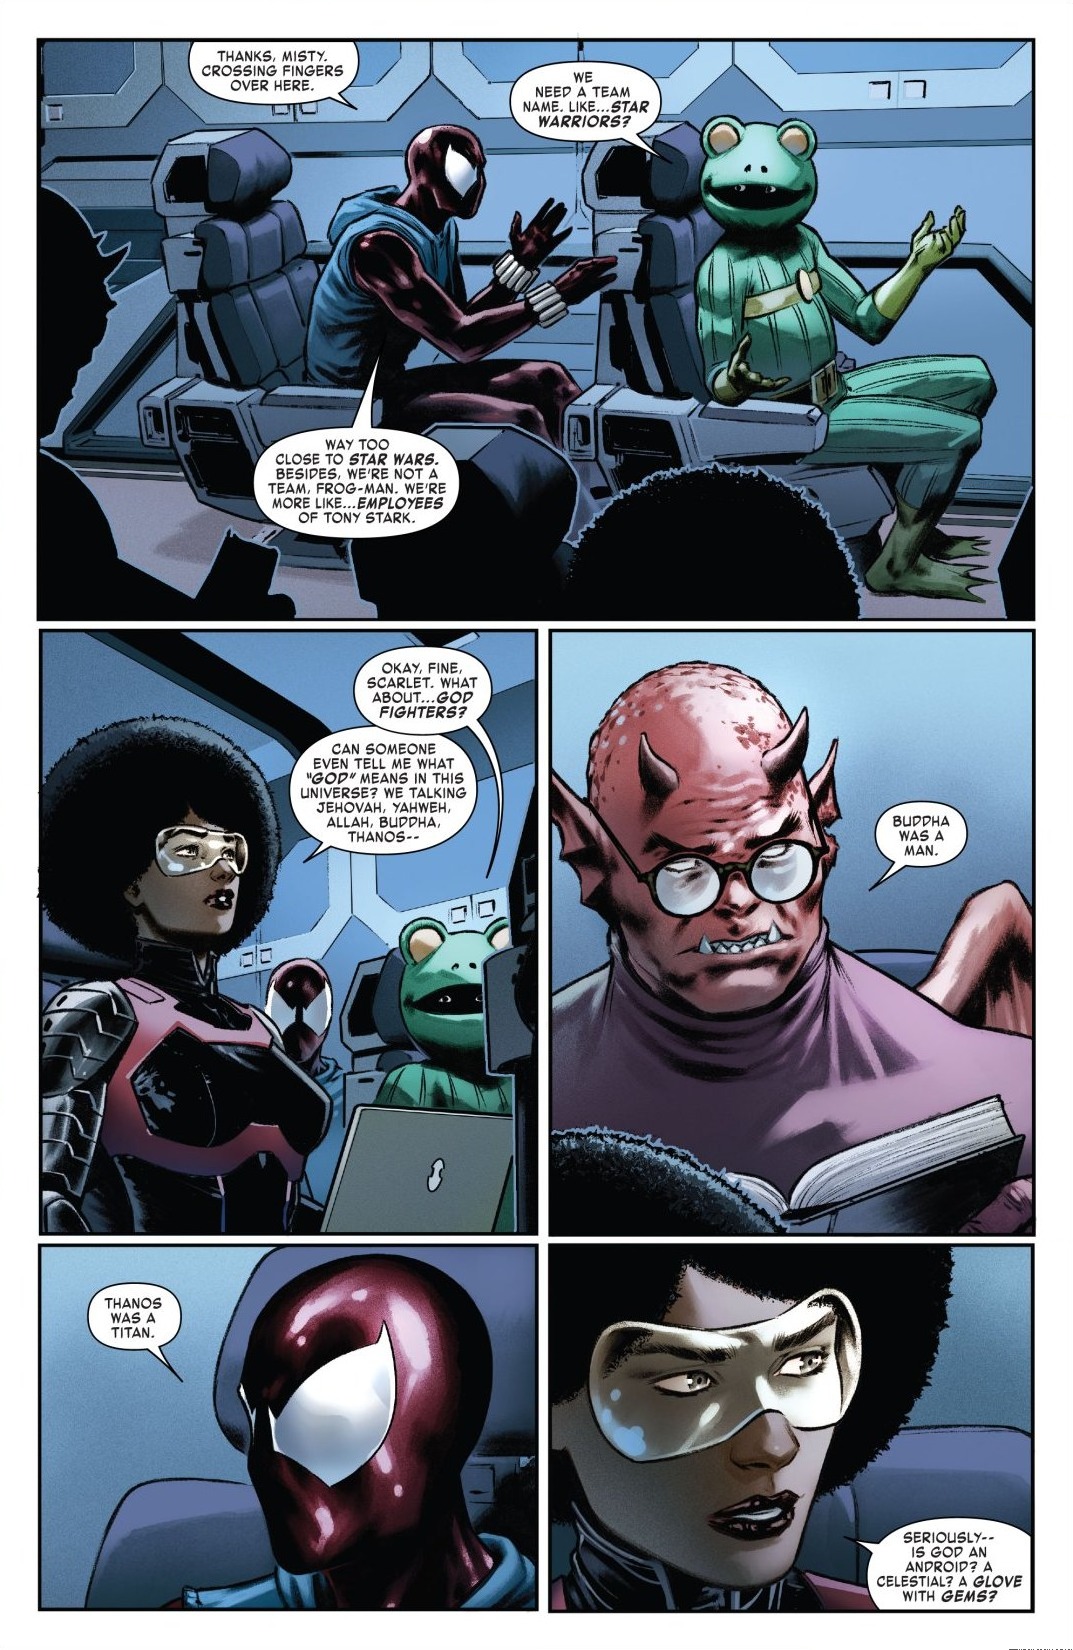 THANKS, MISTY.
CROSSING FINGERS
OVER HERE.
WE
NEED A TEAM
NAME. LIKE...STAR
WARRIORS?
WAY TOO
CLOSE TO STAR WARS.
BESIDES, WE'RE NOT A
TEAM, FROG-MAN. WE'RE
MORE LIKE...EMPLOYEES
OF TONY STARK.
OKAY, FINE,
SCARLET. WHAT
ABOUT...GOD
FIGHTERS?
CAN SOMEONE
EVEN TELL ME WHAT
"GOD" MEANS IN THIS
UNIVERSE? WE TALKING
JEHOVAH, YAHWEH,
ALLAH, BUDDHA,
THANOS--
BUDDHA
WAS A
MAN.
THANOS
WAS A
TITAN.
SERIOUSLY--
IS GOD AN
ANDROID? A
CELESTIAL? A GLOVE
WITH GEMS?